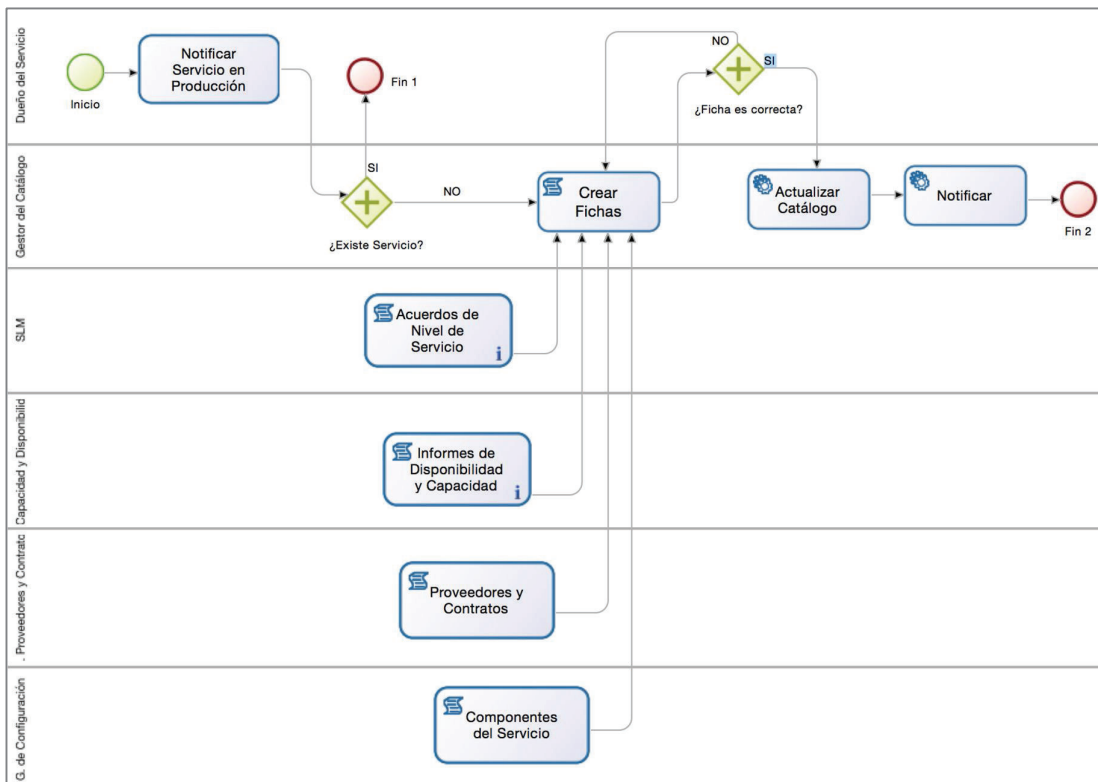 Dueño del Servicio
Inicio
Notificar
Servicio en
Producción
Fin 1
NO
SI
¿Ficha es correcta?
Gestor del Catálogo
SI
¿Existe Servicio?
NO
Crear
Fichas
Actualizar
Catálogo
Notificar
Fin 2
SLM
Acuerdos de
Nivel de
Servicio
Capacidad y Disponibilid
Informes de
Disponibilidad
y Capacidad
. Proveedores y Contratc
Proveedores y
Contratos
G. de Configuración
Componentes
del Servicio